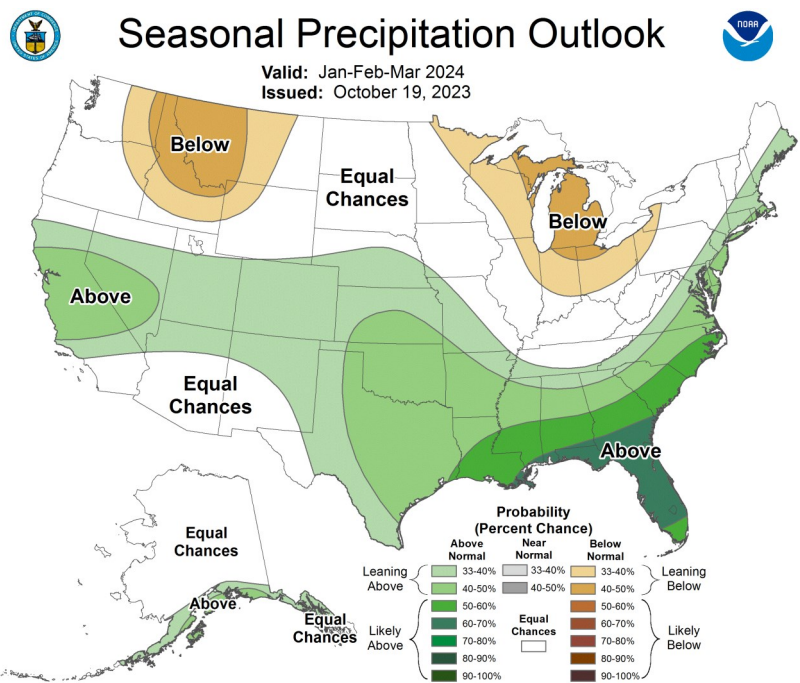 Seasonal Precipitation Outlook
NOAA
Valid: Jan-Feb-Mar 2024
Issued: October 19, 2023
Below
Equal
Chances
Below
Above
Equal
Chances
Above
Equal
Chances
Above
Equal
Chances
Probability
(Percent Chance)
Above
Normal
Near
Normal
Below
Normal
Leaning
Above
33-40%
33-40%
33-40%
Leaning
Below
40-50%
40-50%
40-50%
Likely
Above
50-60%
60-70%
70-80%
80-90%
90-100%
Equal
Chances
50-60%
60-70%
70-80%
80-90%
90-100%
Likely
Below